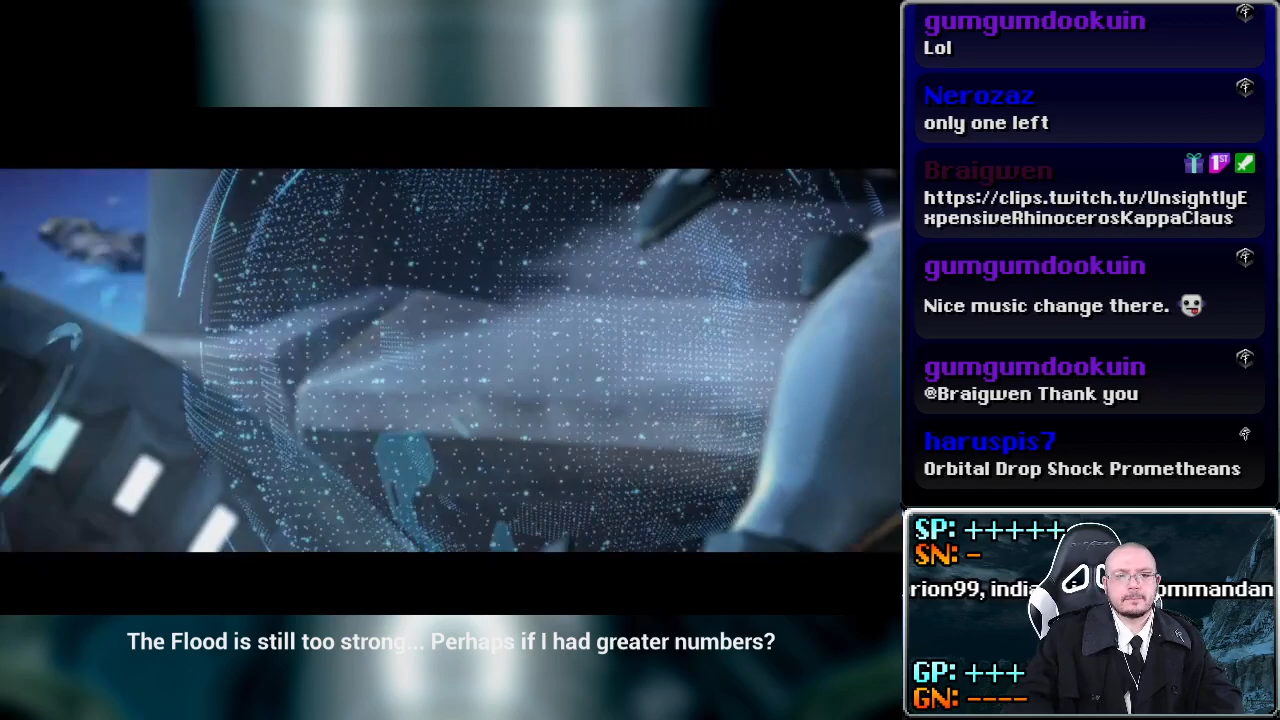 gumgumdookuin
Lol
Nerozaz
only one left
Braigwen
https://clips.twitch.tv/UnsightlyE
xpensiveRhinocerosKappaClaus
gumgumdookuin
Nice music change there.
gumgumdookuin
@Braigwen Thank you
haruspis7
Orbital Drop Shock Prometheans
SP: +++++
SN: -
rion99, india ommandan
GP: +++
GN: ----
The Flood is still too strong... Perhaps if I had greater numbers?